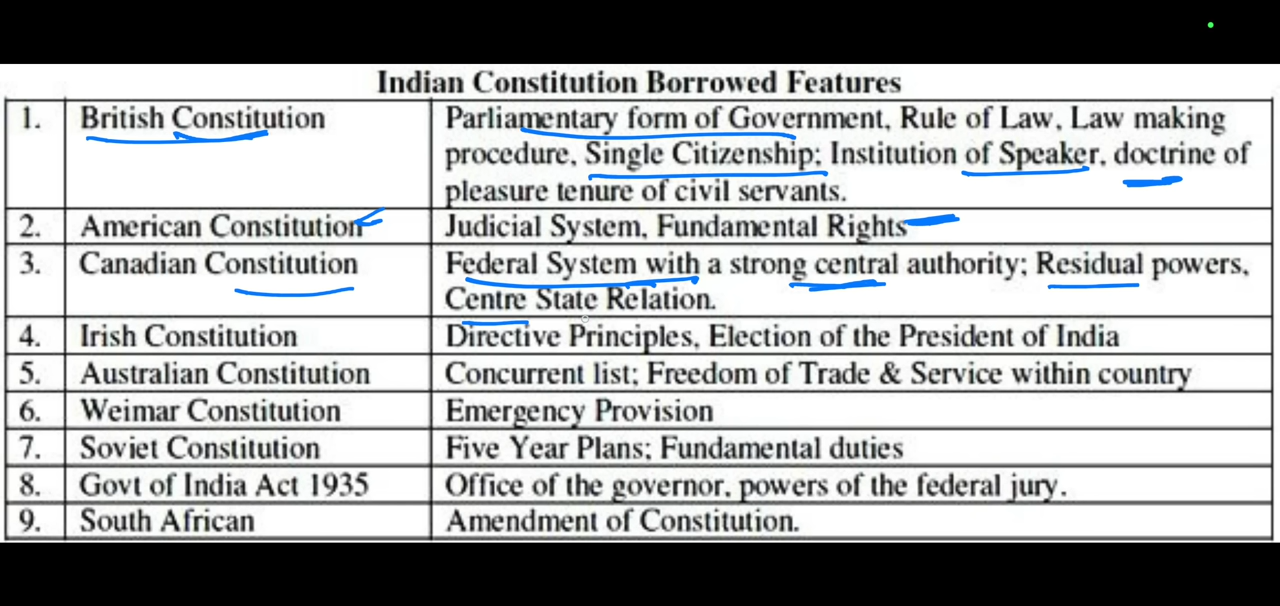 Indian Constitution Borrowed Features
1. British Constitution Parliamentary form of Government, Rule of Law, Law making
procedure, Single Citizenship; Institution of Speaker, doctrine of
pleasure tenure of civil servants.
2. American Constitution Judicial System, Fundamental Rights
3. Canadian Constitution Federal System with a strong central authority; Residual powers,
Centre State Relation.
4. Irish Constitution Directive Principles, Election of the President of India
5. Australian Constitution Concurrent list; Freedom of Trade & Service within country
6. Weimar Constitution Emergency Provision
7. Soviet Constitution Five Year Plans; Fundamental duties
8. Govt of India Act 1935 Office of the governor, powers of the federal jury.
9. South African Amendment of Constitution.